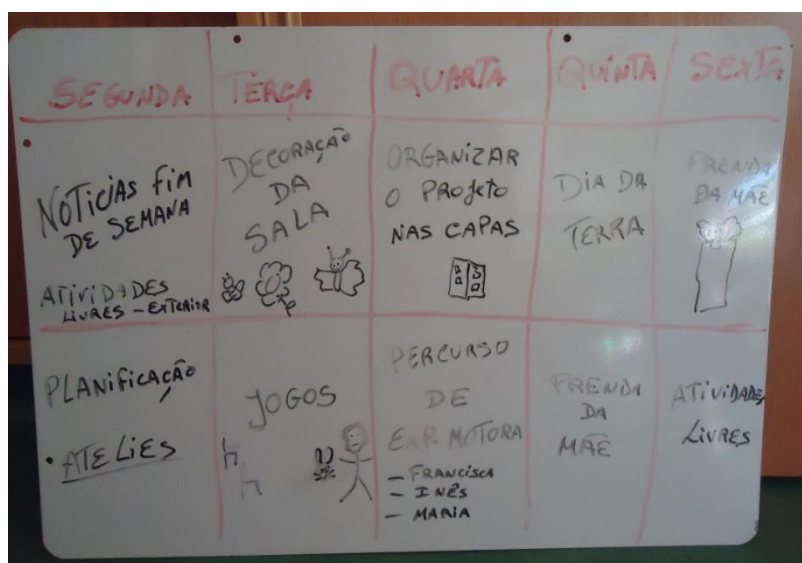 SEGUNDA
TERÇA
QUARTA
QUINTA
SEXTA
NOTICIAS FIM
DE SEMANA
ATIVIDADES
LIVRES - EXTERIOR
DECORAÇÃO
DA
SALA
ORGANIZAR
O PROJETO
NAS CAPAS
DIA DA
TERRA
PRENDA
DA MÃE
PLANIFICAÇÃO
• ATELIES
JOGOS
PERCURSO
DE
EXP. MOTORA
- FRANCISCA
- INÊS
- MARIA
PRENDA
DA
MÃE
ATIVIDADES
LIVRES